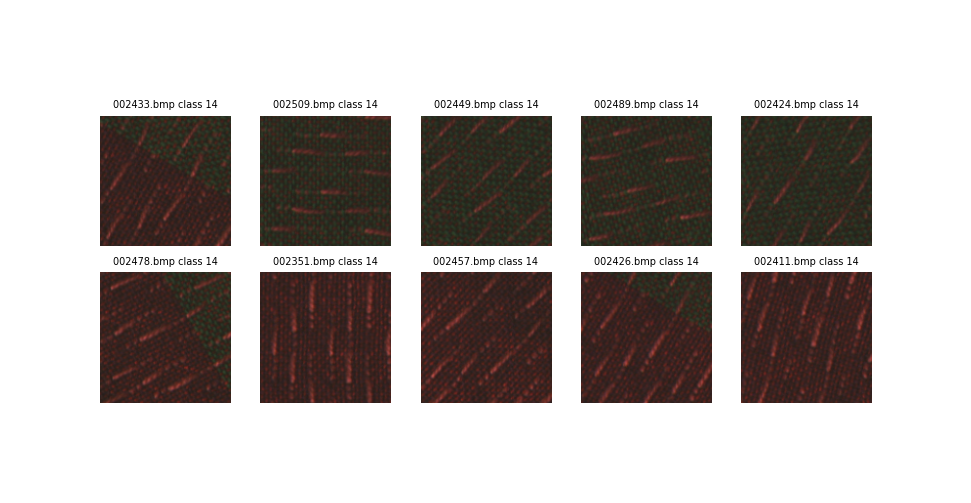 002433.bmp class 14
002509.bmp class 14
002449.bmp class 14
002489.bmp class 14
002424.bmp class 14
002478.bmp class 14
002351.bmp class 14
002457.bmp class 14
002426.bmp class 14
002411.bmp class 14